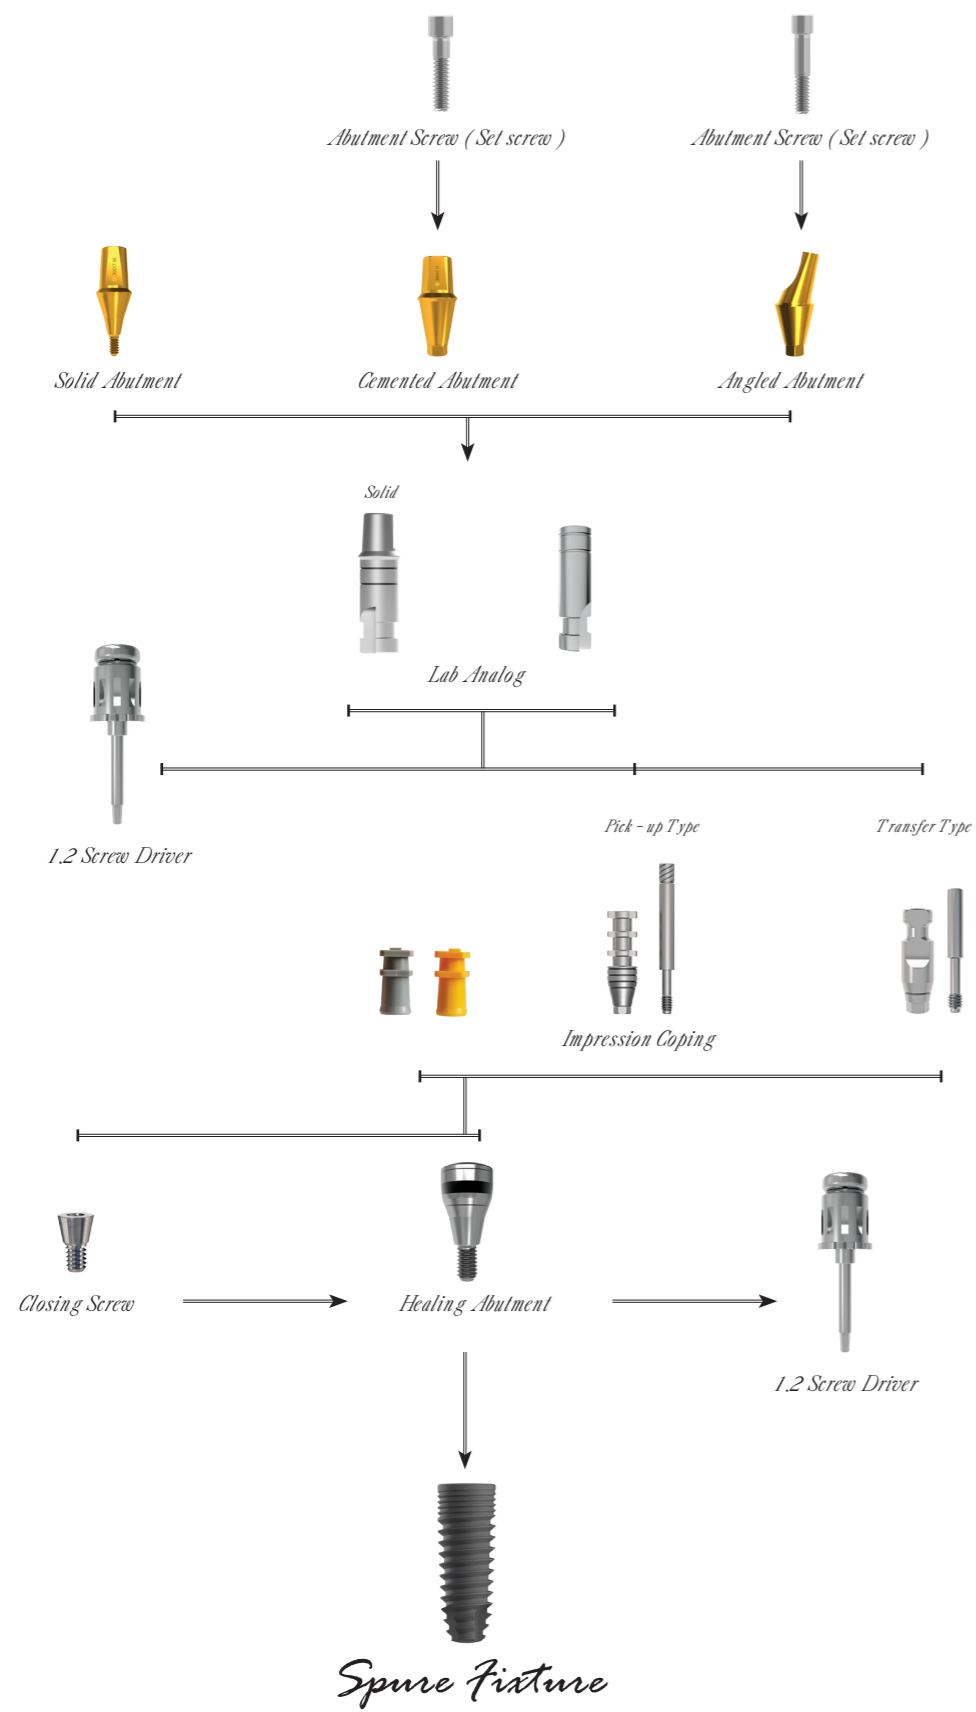 Abutment Screw ( Set screw )
Abutment Screw ( Set screw )
Solid Abutment
Cemented Abutment
Angled Abutment
Solid
Lab Analog
1.2 Screw Driver
Pick - up Type
Transfer Type
Impression Coping
Closing Screw
Healing Abutment
1.2 Screw Driver
Spure Fixture